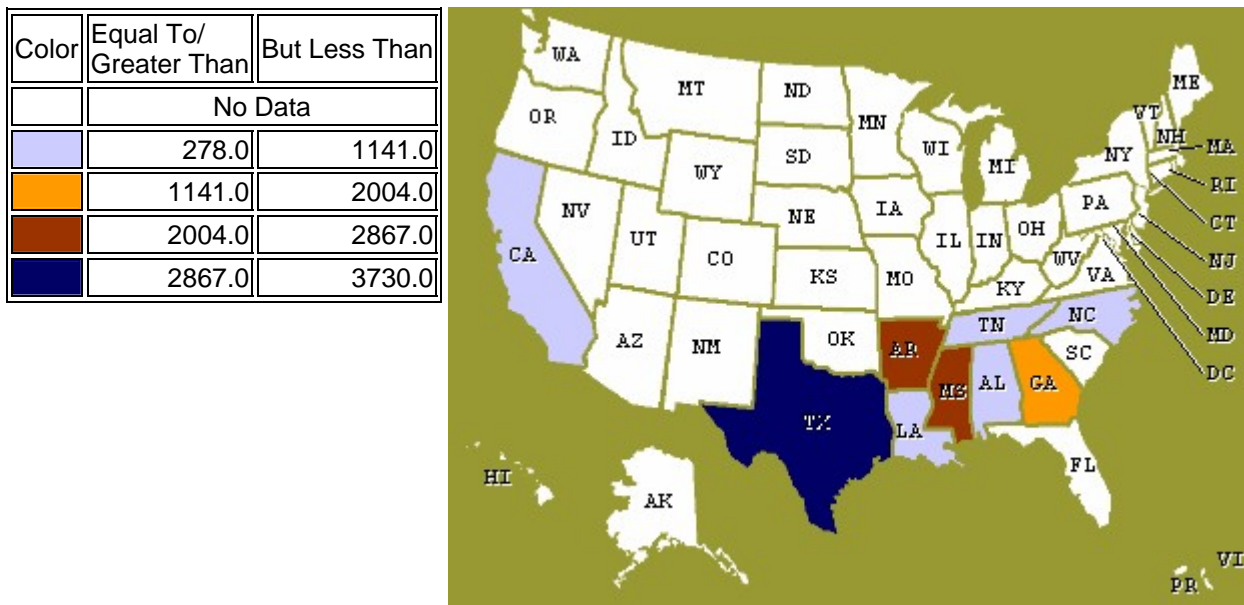 Color
Equal To/
Greater Than
But Less Than
No Data
278.0 1141.0
1141.0 2004.0
2004.0 2867.0
2867.0 3730.0
WA
MT
ND
ME
OR
ID
MN
VT
NH
WI
MI
NY
MA
SD
WY
RI
PA
IA
NE
NV
CT
OH
IL
IN
UT
CO
WV
NJ
CA
VA
KS
MO
KY
DE
NC
TN
MD
OK
AZ
NM
AR
SC
DC
MS
AL
GA
TX
LA
FL
HI
AK
VI
PR